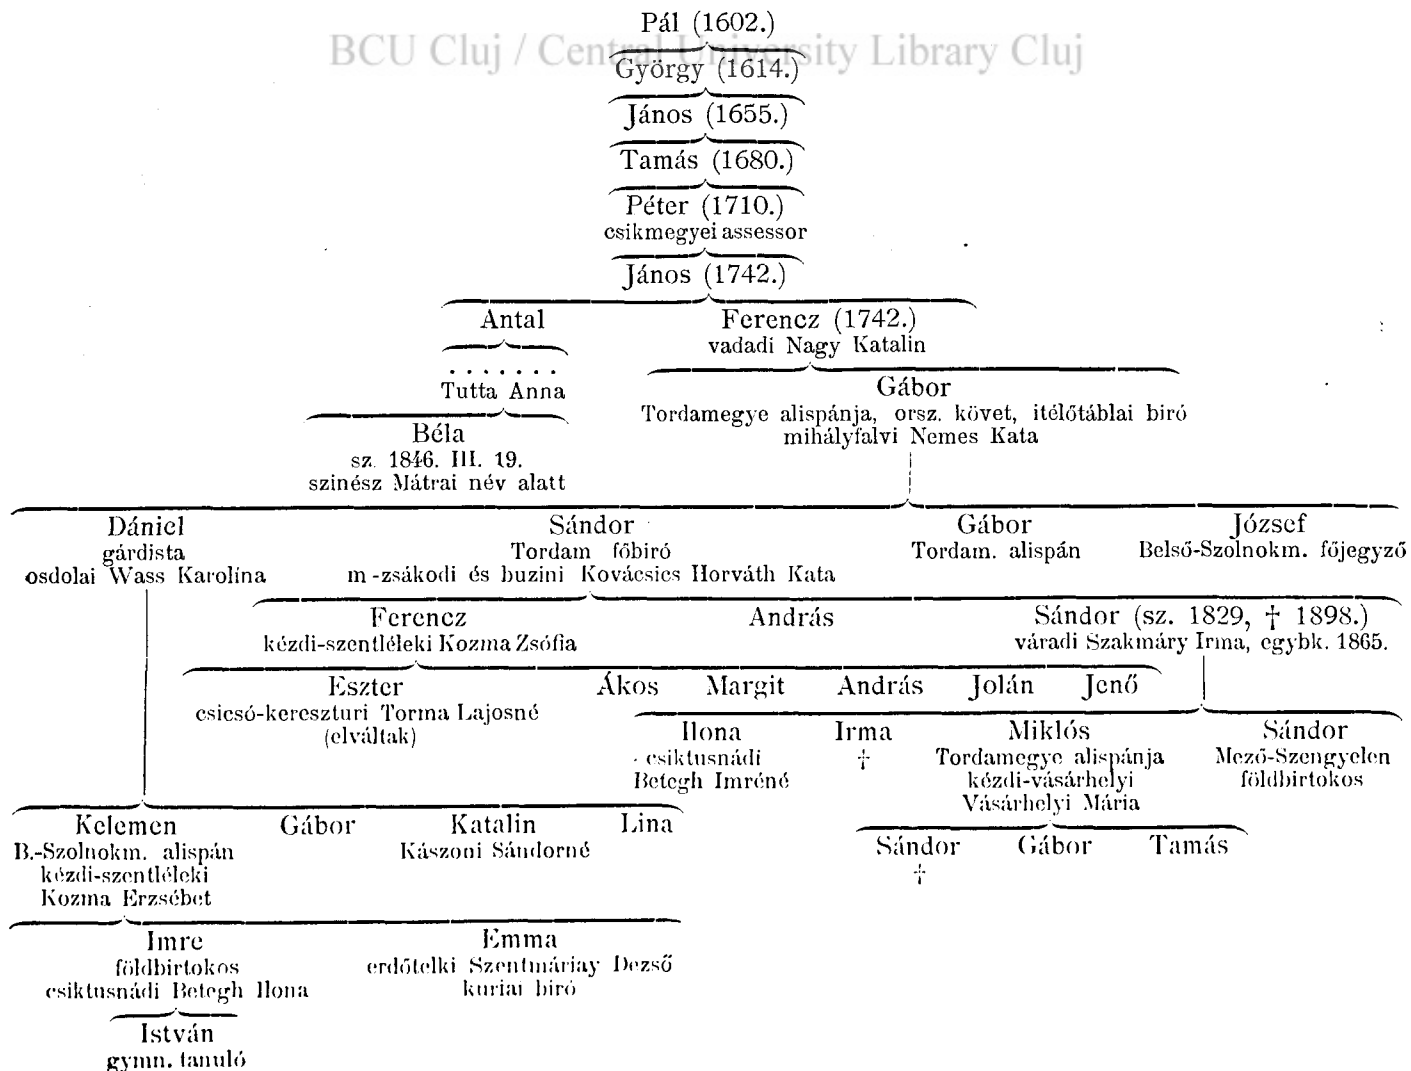 BCU Cluj / Central University Library Cluj
Pál (1602.)
György (1614.)
János (1655.)
Tamás (1680.)
Péter (1710.)
csikmegyei assessor
János (1742.)
Antal
Ferencz (1742.)
vadadi Nagy Katalin
. . . . . . .
Tutta Anna
Gábor
Tordamegye alispánja, orsz. követ, itélőtáblai biró
mihályfalvi Nemes Kata
Béla
sz. 1846. III. 19.
szinész Mátrai név alatt
Dániel
gárdista
osdolai Wass Karolina
Sándor
Tordam főbiró
m -zsákodi és buzini Kovácsics Horváth Kata
Gábor
Tordam. alispán
József
Belső-Szolnokm. főjegyző
Ferencz
kézdi-szentléleki Kozma Zsófia
András
Sándor (sz. 1829, † 1898.)
váradi Szakmáry Irma, egybk. 1865.
Eszter
csicsó-kereszturi Torma Lajosné
(elváltak)
Ákos
Margit
András
Jolán
Jenő
Ilona
csiktusnádi
Betegh Imréné
Irma
†
Miklós
Tordamegye alispánja
kézdi-vásárhelyi
Vásárhelyi Mária
Sándor
Mező-Szengyelen
földbirtokos
Kelemen
B.-Szolnokm. alispán
kézdi-szentléleki
Kozma Erzsébet
Gábor
Katalin
Kászoni Sándorné
Lina
Sándor
†
Gábor
Tamás
Imre
földbirtokos
csiktusnádi Betegh Ilona
Emma
erdőtelki Szentmáriay Dezső
kuriai biró
István
gymn. tanuló